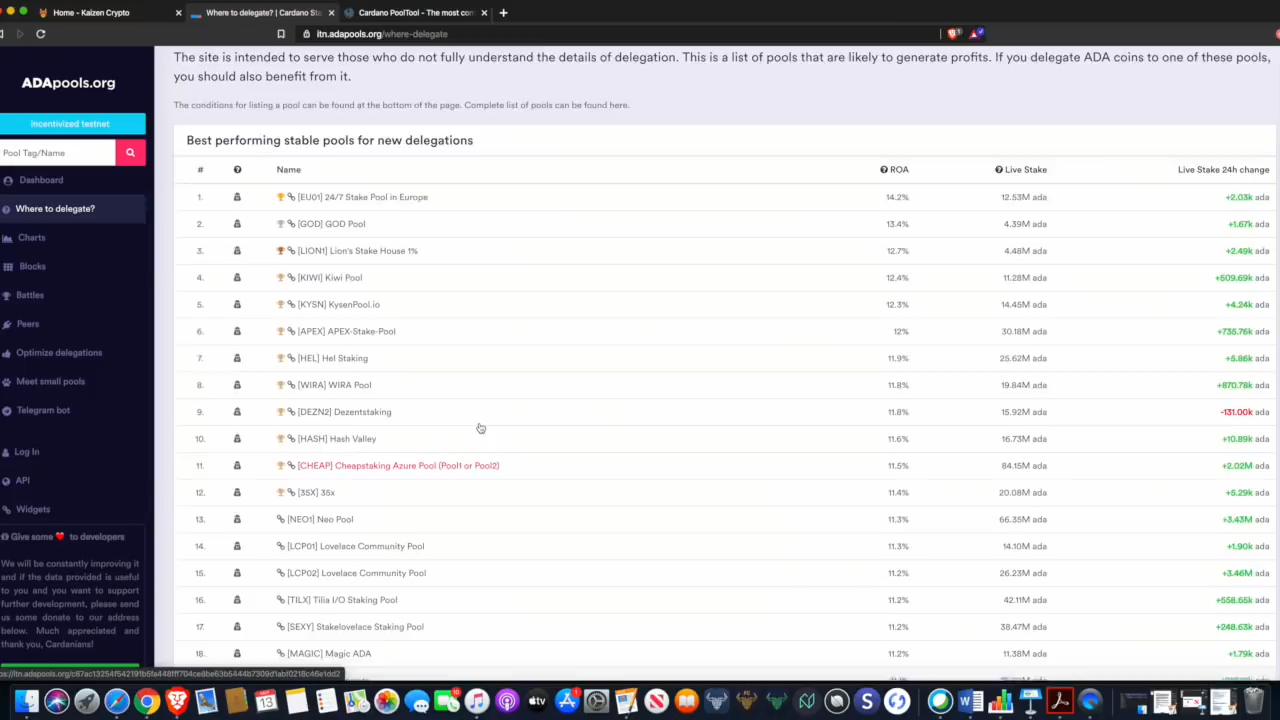 Home - Kaizen Crypto
Where to delegate? | Cardano Sta
Cardano PoolTool - The most con
itn.adapools.org/where-delegate
The site is intended to serve those who do not fully understand the details of delegation. This is a list of pools that are likely to generate profits. If you delegate ADA coins to one of these pools,
you should also benefit from it.
The conditions for listing a pool can be found at the bottom of the page. Complete list of pools can be found here.
ADApools.org
Incentivized testnet
Pool Tag/Name
Dashboard
Where to delegate?
Charts
Blocks
Battles
Peers
Optimize delegations
Meet small pools
Telegram bot
Log In
API
Widgets
Give some to developers
We will be constantly improving it
and if the data provided is useful
to you and you want to support
further development, please send
us some donate to our address
below. Much appreciated and
thank you, Cardanians!
Best performing stable pools for new delegations
# Name ROA Live Stake Live Stake 24h change
1. [EU01] 24/7 Stake Pool in Europe 14.2% 12.53M ada +2.03k ada
2. [GOD] GOD Pool 13.4% 4.39M ada +1.67k ada
3. [LION1] Lion's Stake House 1% 12.7% 4.48M ada +2.49k ada
4. [KIWI] Kiwi Pool 12.4% 11.28M ada +509.69k ada
5. [KYSN] KysenPool.io 12.3% 14.45M ada +4.24k ada
6. [APEX] APEX-Stake-Pool 12% 30.18M ada +735.76k ada
7. [HEL] Hel Staking 11.9% 25.62M ada +5.86k ada
8. [WIRA] WIRA Pool 11.8% 19.84M ada +870.78k ada
9. [DEZN2] Dezentstaking 11.8% 15.92M ada -131.00k ada
10. [HASH] Hash Valley 11.6% 16.73M ada +10.89k ada
11. [CHEAP] Cheapstaking Azure Pool (Pool1 or Pool2) 11.5% 84.15M ada +2.02M ada
12. [35X] 35x 11.4% 20.08M ada +5.29k ada
13. [NEO1] Neo Pool 11.3% 66.35M ada +3.43M ada
14. [LCP01] Lovelace Community Pool 11.3% 14.10M ada +1.90k ada
15. [LCP02] Lovelace Community Pool 11.2% 26.23M ada +3.46M ada
16. [TILX] Tilia I/O Staking Pool 11.2% 42.11M ada +558.65k ada
17. [SEXY] Stakelovelace Staking Pool 11.2% 38.47M ada +248.63k ada
18. [MAGIC] Magic ADA 11.2% 11.38M ada +1.79k ada